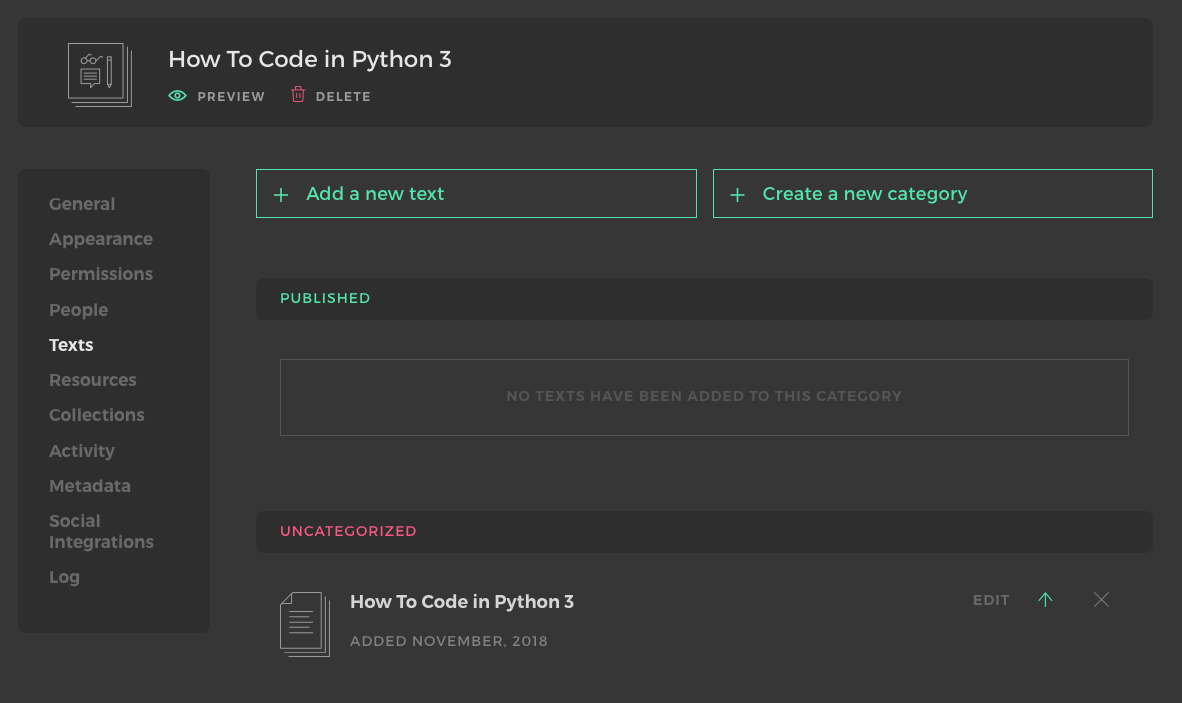 How To Code in Python 3
PREVIEW DELETE
General
Appearance
Permissions
People
Texts
Resources
Collections
Activity
Metadata
Social
Integrations
Log
+ Add a new text
+ Create a new category
PUBLISHED
NO TEXTS HAVE BEEN ADDED TO THIS CATEGORY
UNCATEGORIZED
How To Code in Python 3
EDIT
ADDED NOVEMBER, 2018